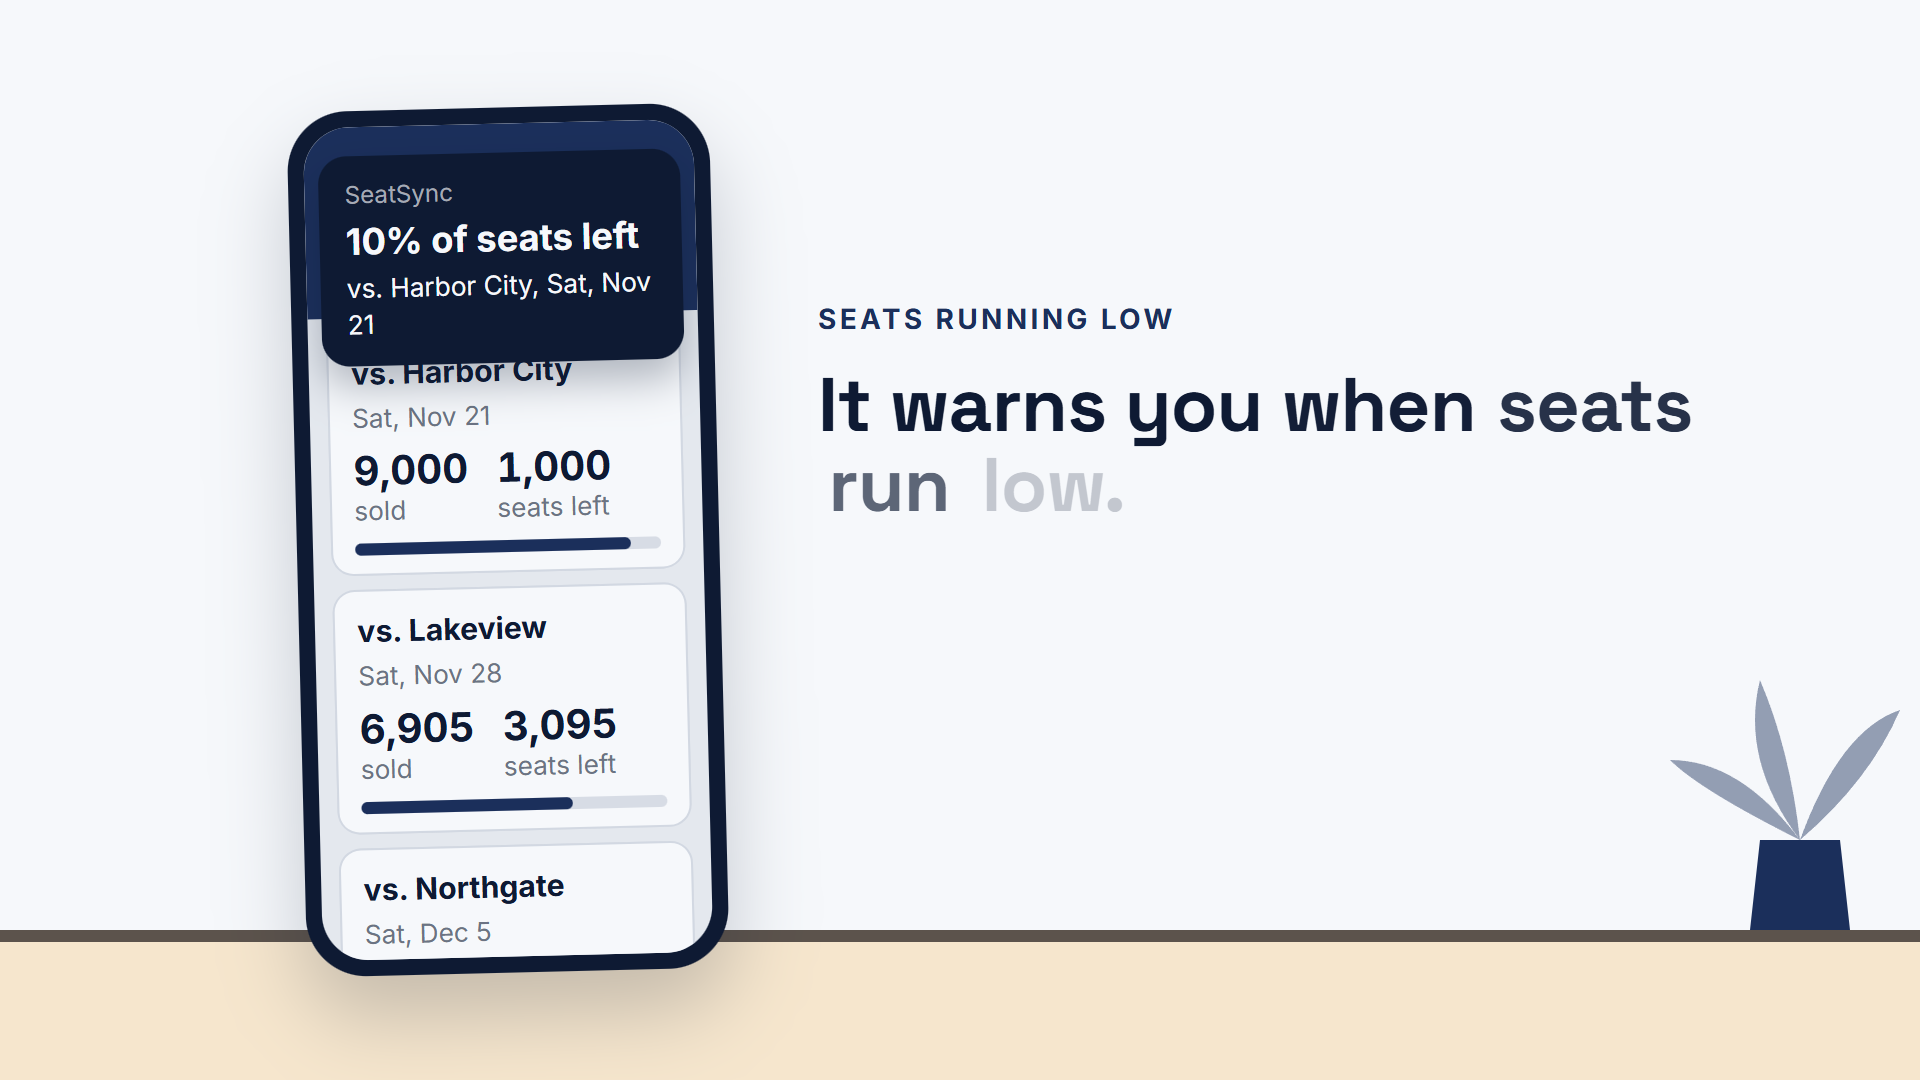 SeatSync
10% of seats left
vs. Harbor City, Sat, Nov
21
vs. Harbor City
Sat, Nov 21
9,000 1,000
sold seats left
vs. Lakeview
Sat, Nov 28
6,905 3,095
sold seats left
vs. Northgate
Sat, Dec 5
SEATS RUNNING LOW
It warns you when seats
run low.